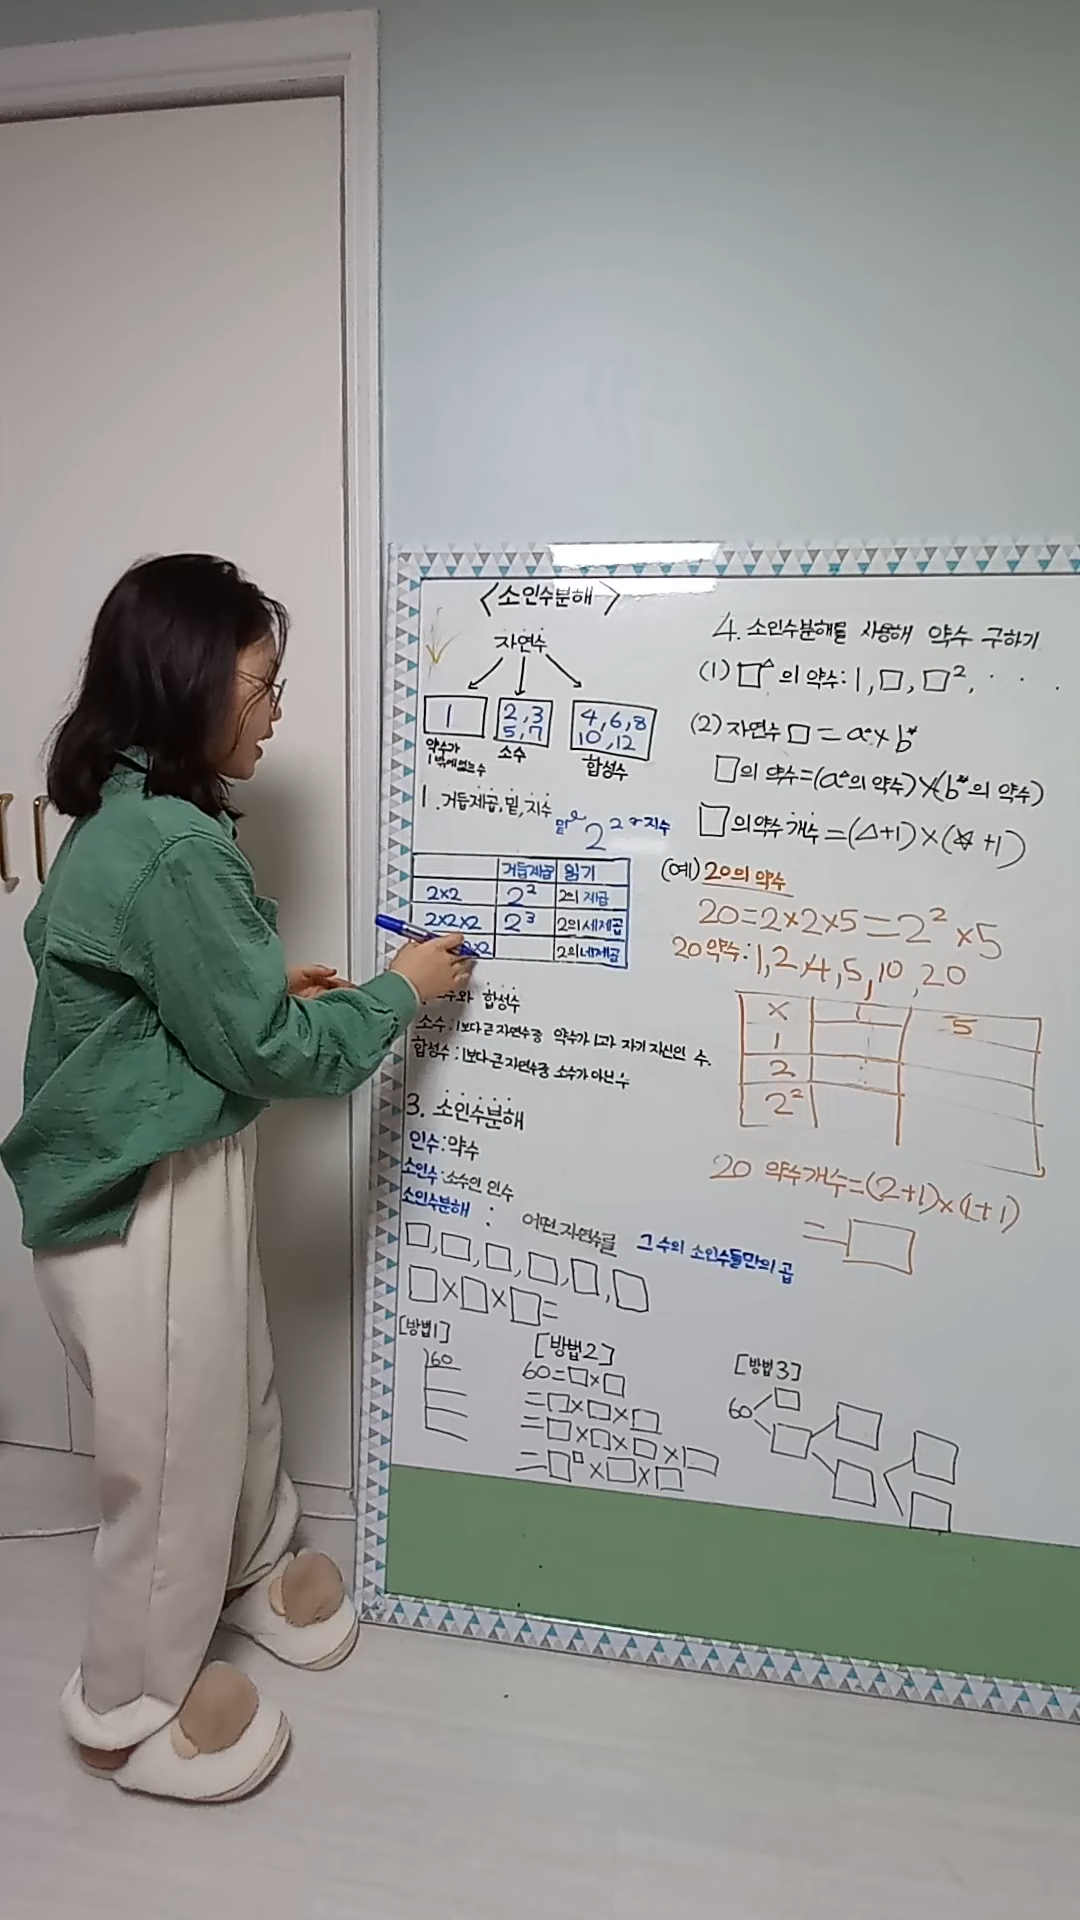 <소인수분해>
자연수
1
2, 3
5, 7
4, 6, 8
10, 12
약수가
1밖에 없는 수
소수
합성수
1. 거듭제곱, 밑, 지수
밑 2² 지수
거듭제곱 읽기
2×2 2² 2의 제곱
2×2×2 2³ 2의 세제곱
2×2 2의 네제곱
합성수
소수 : 1보다 큰 자연수중 약수가 1과 자기 자신인 수.
합성수 : 1보다 큰 자연수중 소수가 아닌 수
3. 소인수분해
인수 : 약수
소인수 : 소수인 인수
소인수분해 : 어떤 자연수를 그 수의 소인수들만의 곱
□, □, □, □, □, □
□×□×□=
[방법1]
60
[방법2]
60=□×□
=□×□×□
=□×□×□×□
=□^□×□×□
[방법3]
60
4. 소인수분해를 사용해 약수 구하기
(1) □^△의 약수 : 1, □, □², · · · ·
(2) 자연수 □ = a^△×b^☆
□의 약수=(a^△의 약수)×(b^☆의 약수)
□의 약수 개수=(△+1)×(☆+1)
(예) 20의 약수
20=2×2×5=2²×5
20 약수 : 1, 2, 4, 5, 10, 20
× 1 5
1
2
2²
20 약수 개수=(2+1)×(1+1)
=□